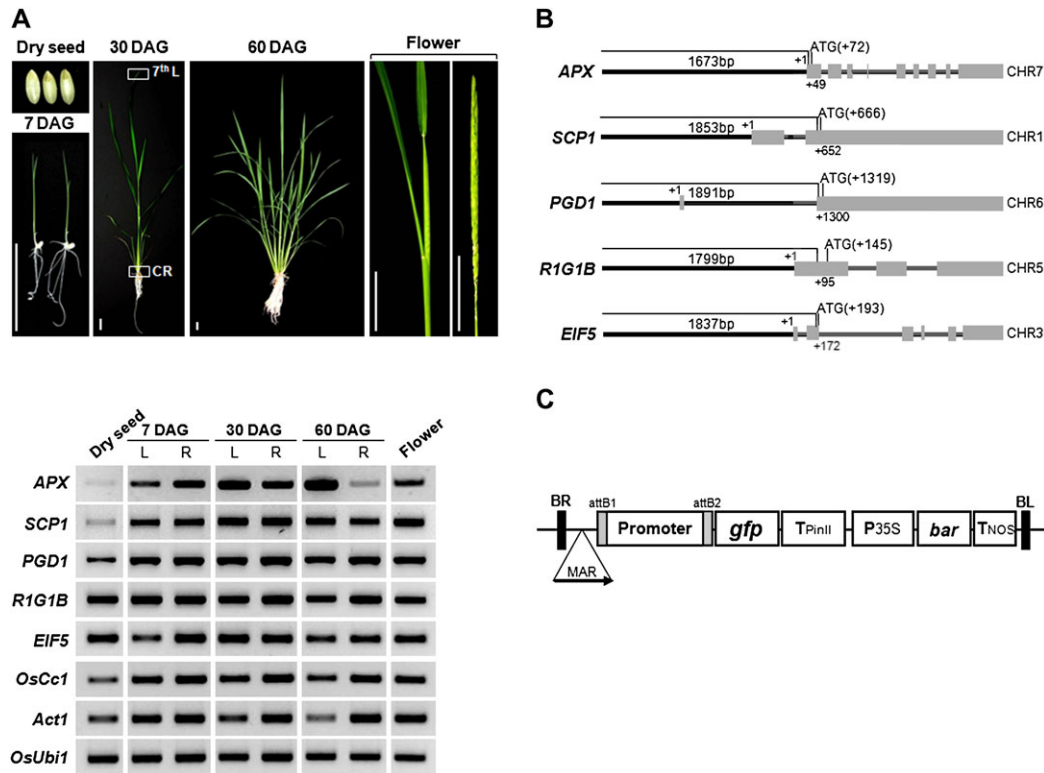 A
Dry seed
30 DAG
60 DAG
Flower
7th L
7 DAG
CR
Dry seed
7 DAG
30 DAG
60 DAG
Flower
L
R
L
R
L
R
APX
SCP1
PGD1
R1G1B
EIF5
OsCc1
Act1
OsUbi1
B
ATG(+72)
1673bp
+1
APX
CHR7
+49
ATG(+666)
1853bp
+1
SCP1
CHR1
+652
ATG(+1319)
+1
1891bp
PGD1
CHR6
+1300
ATG(+145)
1799bp
+1
R1G1B
CHR5
+95
ATG(+193)
1837bp
+1
EIF5
CHR3
+172
C
BR
attB1
attB2
BL
Promoter
gfp
TPinII
P35S
bar
TNOS
MAR